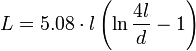 L = 5.08 · l ( ln 4l/d − 1 )